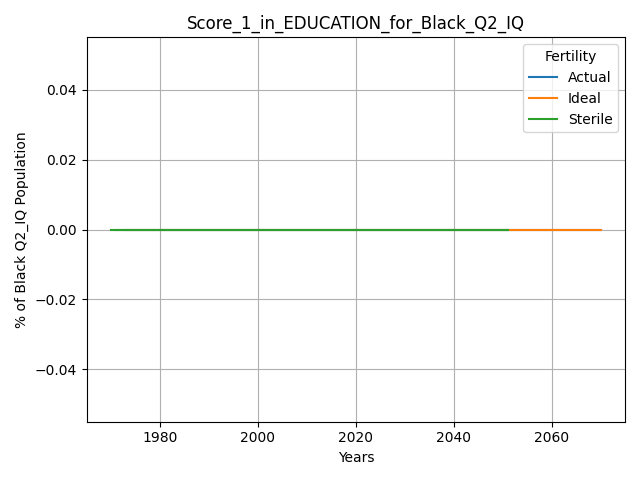 Score_1_in_EDUCATION_for_Black_Q2_IQ
Fertility
Actual
Ideal
Sterile
% of Black Q2_IQ Population
0.04
0.02
0.00
−0.02
−0.04
1980 2000 2020 2040 2060
Years